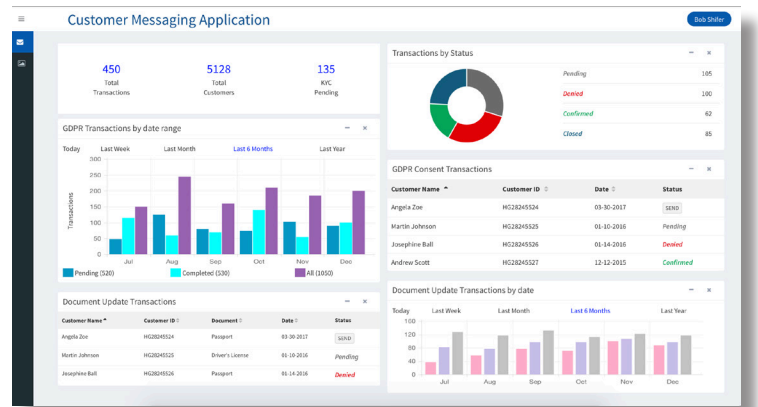 Customer Messaging Application
Bob Shifer
450
Total
Transactions
5128
Total
Customers
135
KYC
Pending
GDPR Transactions by date range
Today Last Week Last Month Last 6 Months Last Year
300
250
200
150
100
50
0
Transactions
Jul Aug Sep Oct Nov Dec
Pending (520) Completed (530) All (1050)
Document Update Transactions
Customer Name Customer ID Document Date Status
Angela Zoe HG28245524 Passport 03-30-2017 SEND
Martin Johnson HG28245525 Driver's License 01-10-2016 Pending
Josephine Ball HG28245526 Passport 01-14-2016 Denied
Transactions by Status
Pending 105
Denied 100
Confirmed 62
Closed 85
GDPR Consent Transactions
Customer Name Customer ID Date Status
Angela Zoe HG28245524 03-30-2017 SEND
Martin Johnson HG28245525 01-10-2016 Pending
Josephine Ball HG28245526 01-14-2016 Denied
Andrew Scott HG28245527 12-12-2015 Confirmed
Document Update Transactions by date
Today Last Week Last Month Last 6 Months Last Year
160
120
80
40
0
Jul Aug Sep Oct Nov Dec